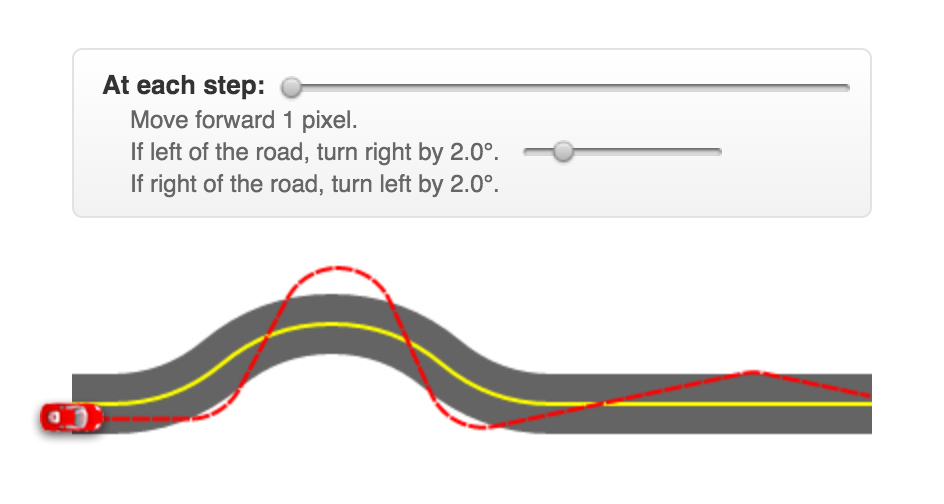 At each step:
Move forward 1 pixel.
If left of the road, turn right by 2.0°.
If right of the road, turn left by 2.0°.